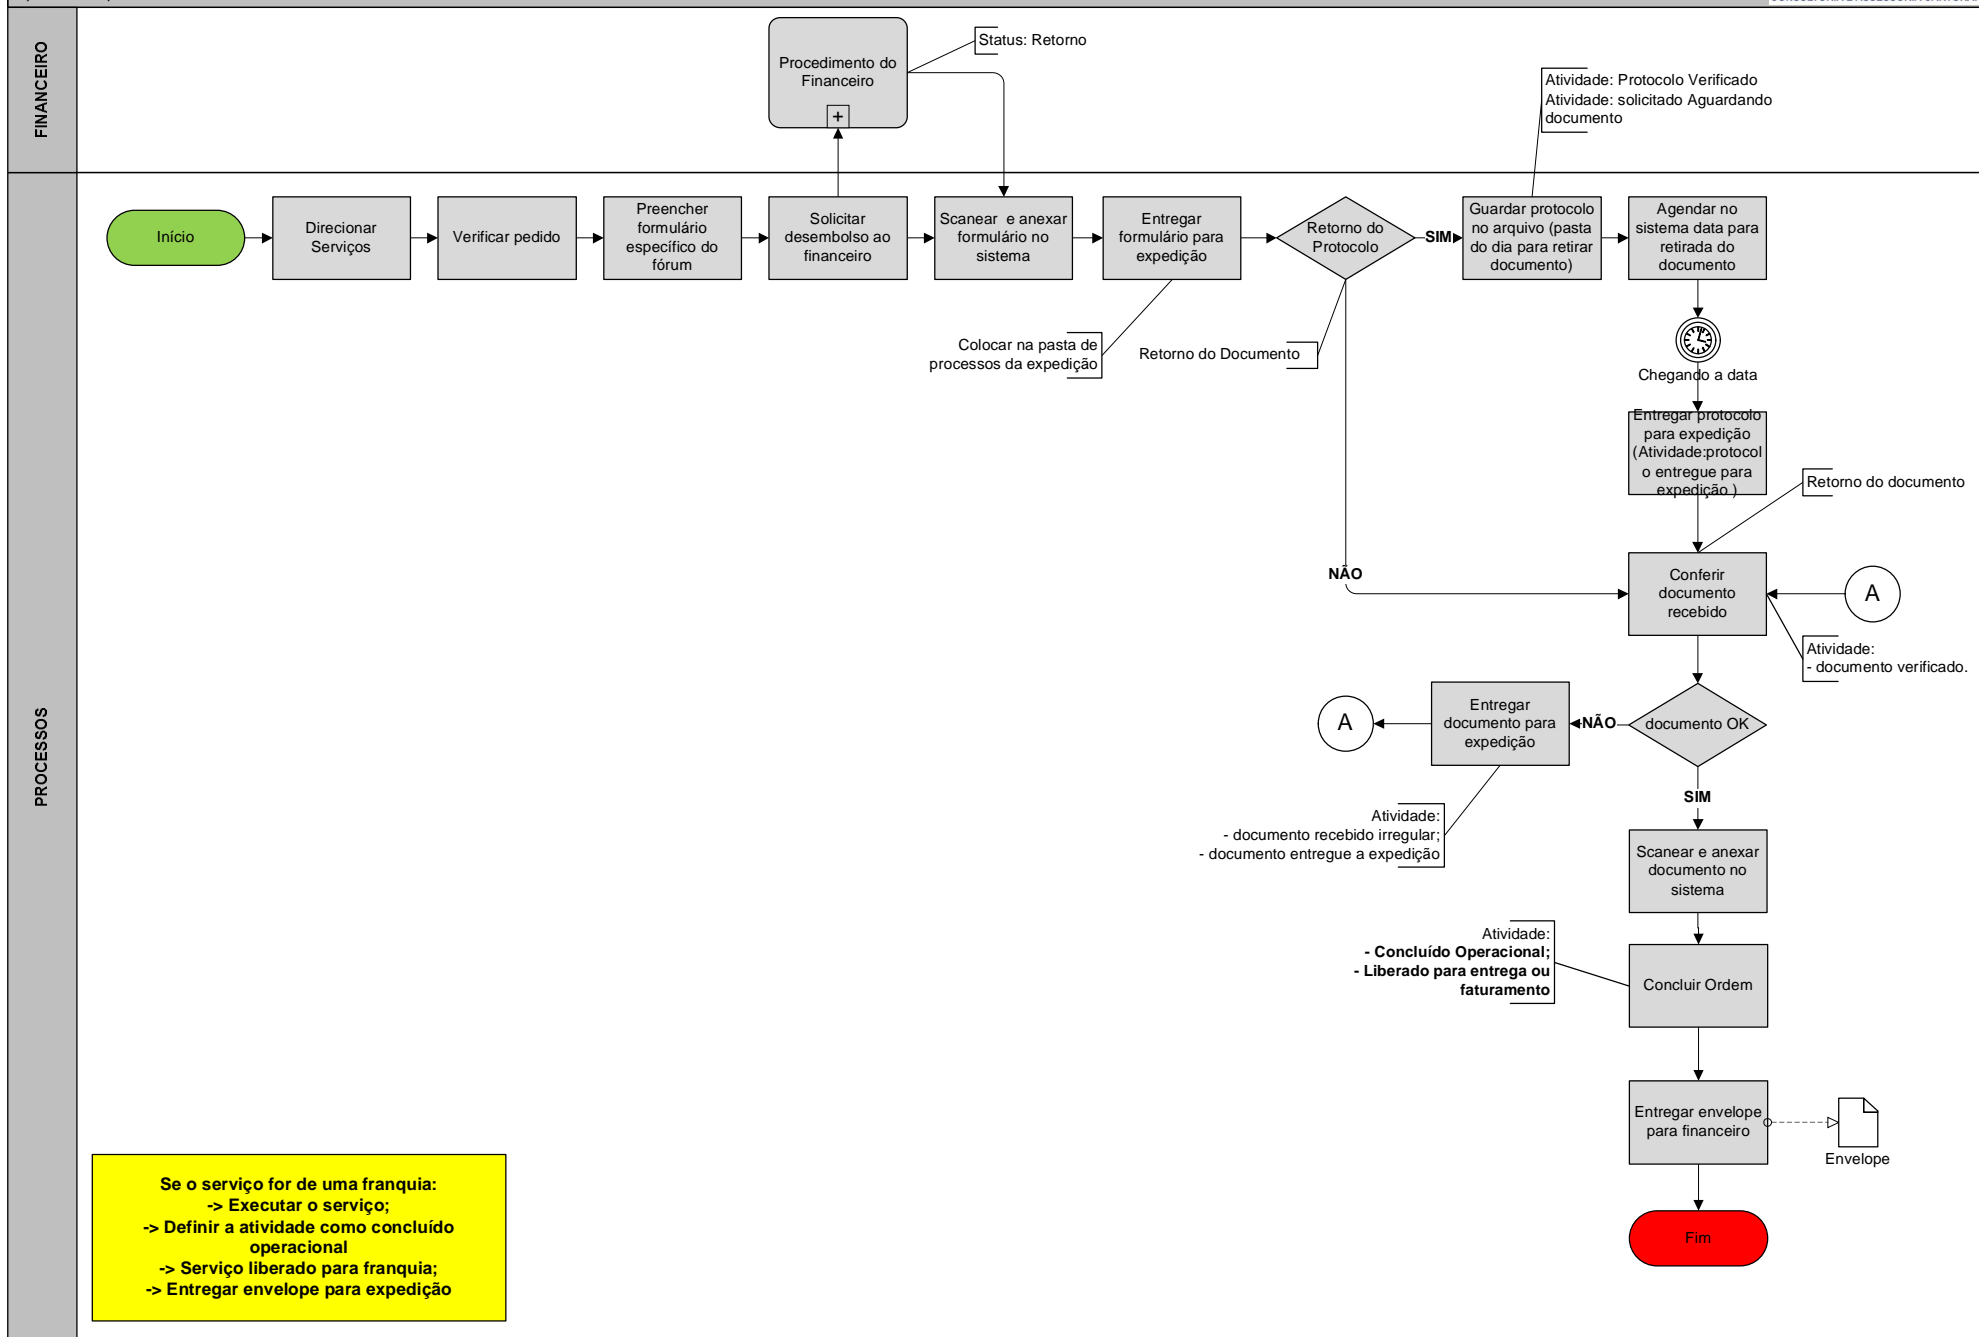 FINANCEIRO
Procedimento do
Financeiro
+
Status: Retorno
Atividade: Protocolo Verificado
Atividade: solicitado Aguardando
documento
PROCESSOS
Início
Direcionar
Serviços
Verificar pedido
Preencher
formulário
específico do
fórum
Solicitar
desembolso ao
financeiro
Scanear e anexar
formulário no
sistema
Entregar
formulário para
expedição
Retorno do
Protocolo
SIM
Guardar protocolo
no arquivo (pasta
do dia para retirar
documento)
Agendar no
sistema data para
retirada do
documento
Colocar na pasta de
processos da expedição
Retorno do Documento
Chegando a data
Entregar protocolo
para expedição
(Atividade:protocol
o entregue para
expedição )
Retorno do documento
NÃO
Conferir
documento
recebido
A
Atividade:
- documento verificado.
A
Entregar
documento para
expedição
NÃO
documento OK
Atividade:
- documento recebido irregular;
- documento entregue a expedição
SIM
Scanear e anexar
documento no
sistema
Atividade:
- Concluído Operacional;
- Liberado para entrega ou
faturamento
Concluir Ordem
Entregar envelope
para financeiro
Envelope
Fim
Se o serviço for de uma franquia:
-> Executar o serviço;
-> Definir a atividade como concluído
operacional
-> Serviço liberado para franquia;
-> Entregar envelope para expedição